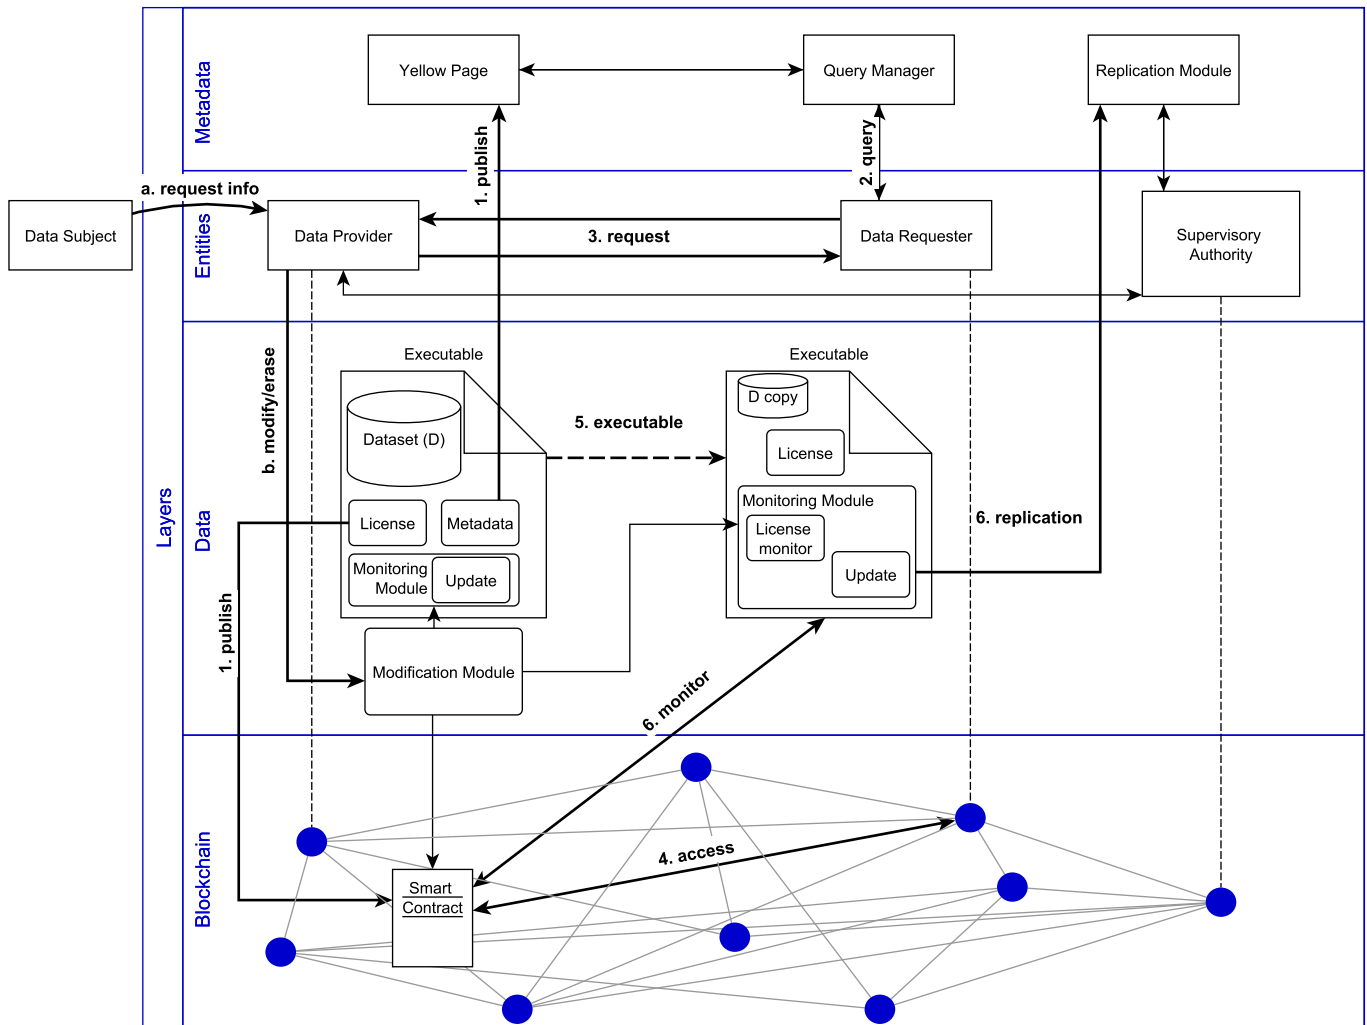 Layers
Metadata
Yellow Page
Query Manager
Replication Module
1. publish
2. query
Entities
a. request info
Data Subject
Data Provider
3. request
Data Requester
Supervisory
Authority
Data
b. modify/erase
Executable
Dataset (D)
License
Metadata
Monitoring
Module
Update
5. executable
Executable
D copy
License
Monitoring Module
License
monitor
Update
6. replication
1. publish
Modification Module
6. monitor
Blockchain
Smart
Contract
4. access